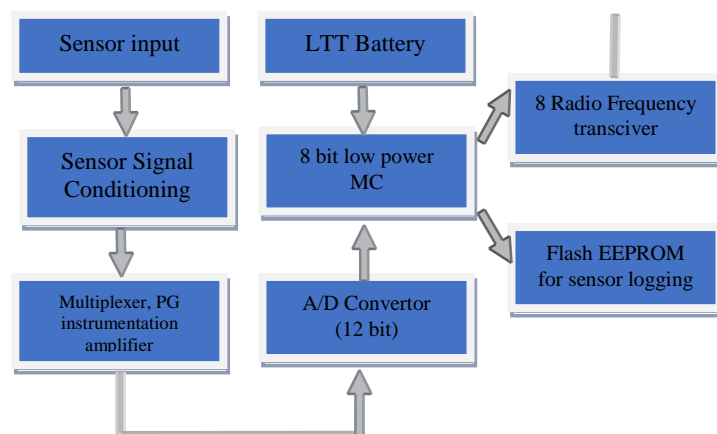 Sensor input
LTT Battery
8 Radio Frequency
transciver
Sensor Signal
Conditioning
8 bit low power
MC
Flash EEPROM
for sensor logging
Multiplexer, PG
instrumentation
amplifier
A/D Convertor
(12 bit)